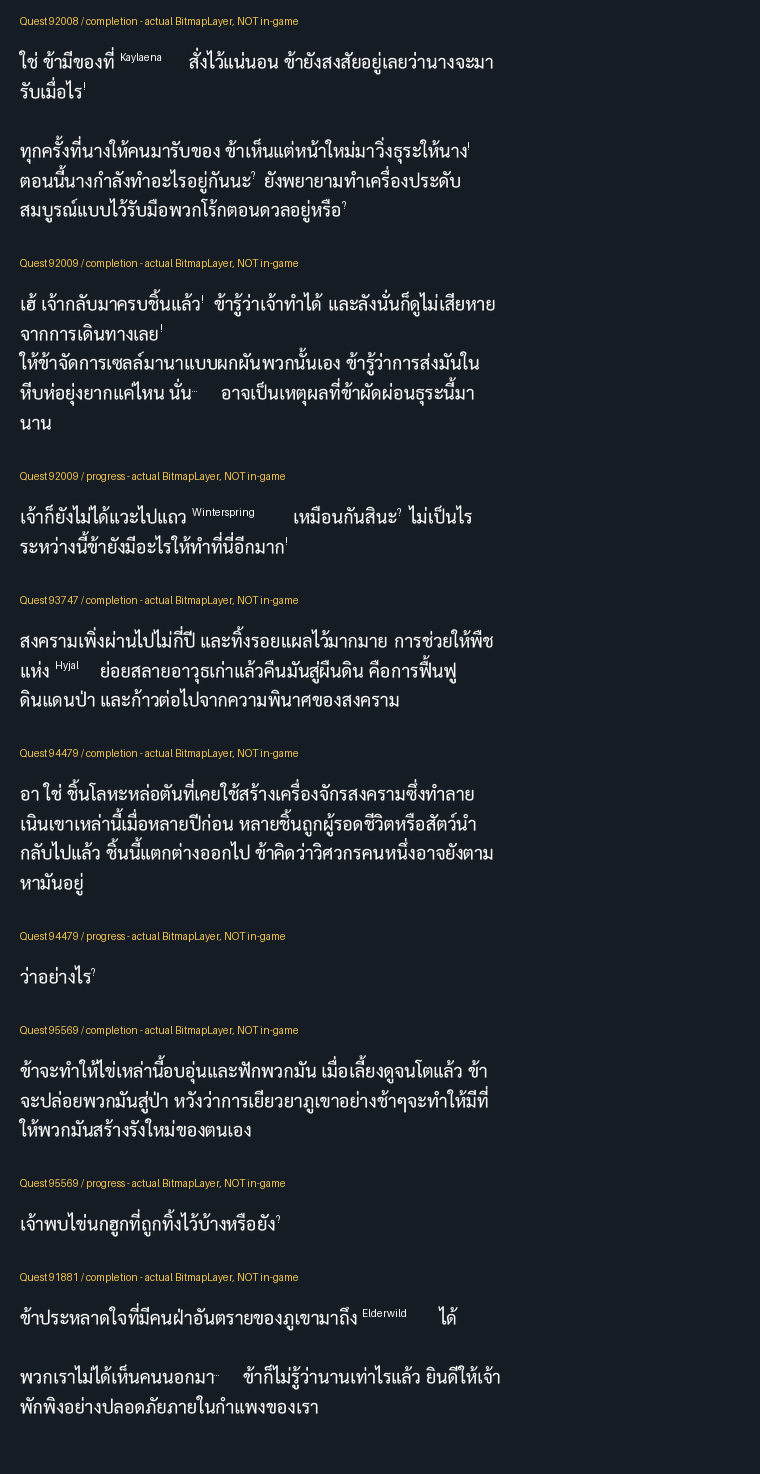 Quest 92008 / completion - actual BitmapLayer, NOT in-game
ใช่ ข้ามีของที่ Kaylaena สั่งไว้แน่นอน ข้ายังสงสัยอยู่เลยว่านางจะมา
รับเมื่อไร!
ทุกครั้งที่นางให้คนมารับของ ข้าเห็นแต่หน้าใหม่มาวิ่งธุระให้นาง!
ตอนนี้นางกำลังทำอะไรอยู่กันนะ? ยังพยายามทำเครื่องประดับ
สมบูรณ์แบบไว้รับมือพวกโร้กตอนดวลอยู่หรือ?
Quest 92009 / completion - actual BitmapLayer, NOT in-game
เฮ้ เจ้ากลับมาครบชิ้นแล้ว! ข้ารู้ว่าเจ้าทำได้ และลังนั่นก็ดูไม่เสียหาย
จากการเดินทางเลย!
ให้ข้าจัดการเซลล์มานาแบบผกผันพวกนั้นเอง ข้ารู้ว่าการส่งมันใน
หีบห่อยุ่งยากแค่ไหน นั่น... อาจเป็นเหตุผลที่ข้าผัดผ่อนธุระนี้มา
นาน
Quest 92009 / progress - actual BitmapLayer, NOT in-game
เจ้าก็ยังไม่ได้แวะไปแถว Winterspring เหมือนกันสินะ? ไม่เป็นไร
ระหว่างนี้ข้ายังมีอะไรให้ทำที่นี่อีกมาก!
Quest 93747 / completion - actual BitmapLayer, NOT in-game
สงครามเพิ่งผ่านไปไม่กี่ปี และทิ้งรอยแผลไว้มากมาย การช่วยให้พืช
แห่ง Hyjal ย่อยสลายอาวุธเก่าแล้วคืนมันสู่ผืนดิน คือการฟื้นฟู
ดินแดนป่า และก้าวต่อไปจากความพินาศของสงคราม
Quest 94479 / completion - actual BitmapLayer, NOT in-game
อา ใช่ ชิ้นโลหะหล่อตันที่เคยใช้สร้างเครื่องจักรสงครามซึ่งทำลาย
เนินเขาเหล่านี้เมื่อหลายปีก่อน หลายชิ้นถูกผู้รอดชีวิตหรือสัตว์นำ
กลับไปแล้ว ชิ้นนี้แตกต่างออกไป ข้าคิดว่าวิศวกรคนหนึ่งอาจยังตาม
หามันอยู่
Quest 94479 / progress - actual BitmapLayer, NOT in-game
ว่าอย่างไร?
Quest 95569 / completion - actual BitmapLayer, NOT in-game
ข้าจะทำให้ไข่เหล่านี้อบอุ่นและฟักพวกมัน เมื่อเลี้ยงดูจนโตแล้ว ข้า
จะปล่อยพวกมันสู่ป่า หวังว่าการเยียวยาภูเขาอย่างช้าๆจะทำให้มีที่
ให้พวกมันสร้างรังใหม่ของตนเอง
Quest 95569 / progress - actual BitmapLayer, NOT in-game
เจ้าพบไข่นกฮูกที่ถูกทิ้งไว้บ้างหรือยัง?
Quest 91881 / completion - actual BitmapLayer, NOT in-game
ข้าประหลาดใจที่มีคนฝ่าอันตรายของภูเขามาถึง Elderwild ได้
พวกเราไม่ได้เห็นคนนอกมา... ข้าก็ไม่รู้ว่านานเท่าไรแล้ว ยินดีให้เจ้า
พักพิงอย่างปลอดภัยภายในกำแพงของเรา